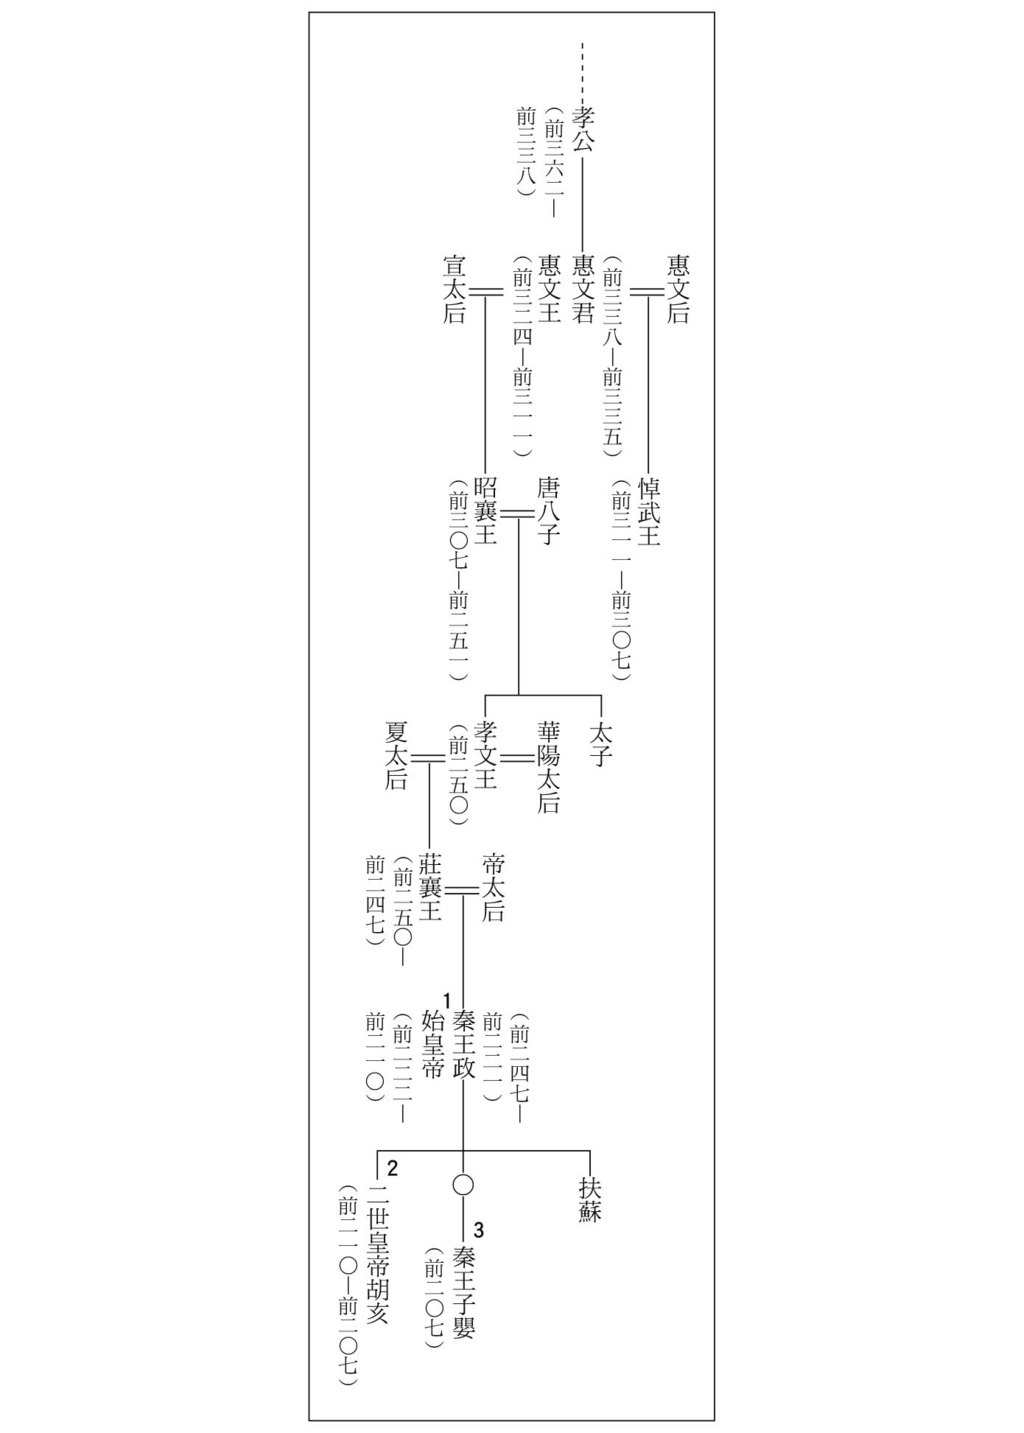 孝公
（前三六二—
前三三八）
惠文后
（前三三八—前三三五）
惠文君
惠文王
（前三二四—前三一一）
宣太后
悼武王
（前三一一—前三〇七）
唐八子
昭襄王
（前三〇七—前二五一）
太子
華陽太后
孝文王
（前二五〇）
夏太后
帝太后
莊襄王
（前二五〇—
前二四七）
（前二四七—
前二二一）
秦王政
1
始皇帝
（前二二二—
前二一〇）
扶蘇
〇
3
秦王子嬰
（前二〇七）
2
二世皇帝胡亥
（前二一〇—前二〇七）